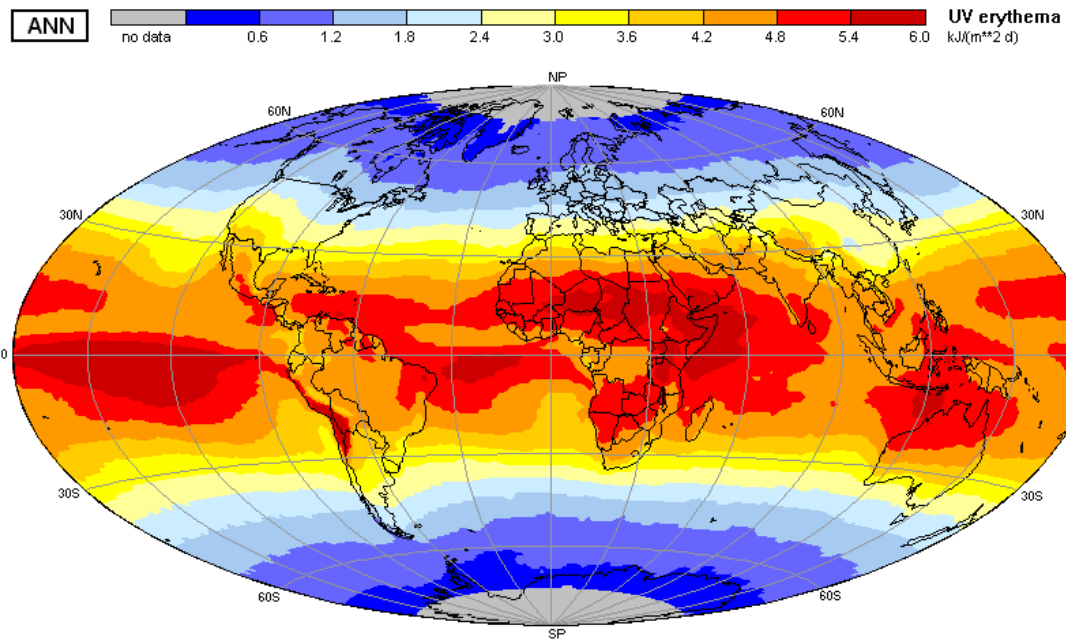 ANN
UV erythema
no data 0.6 1.2 1.8 2.4 3.0 3.6 4.2 4.8 5.4 6.0 kJ/(m**2 d)
NP
60N 60N
30N 30N
0
30S 30S
60S 60S
SP